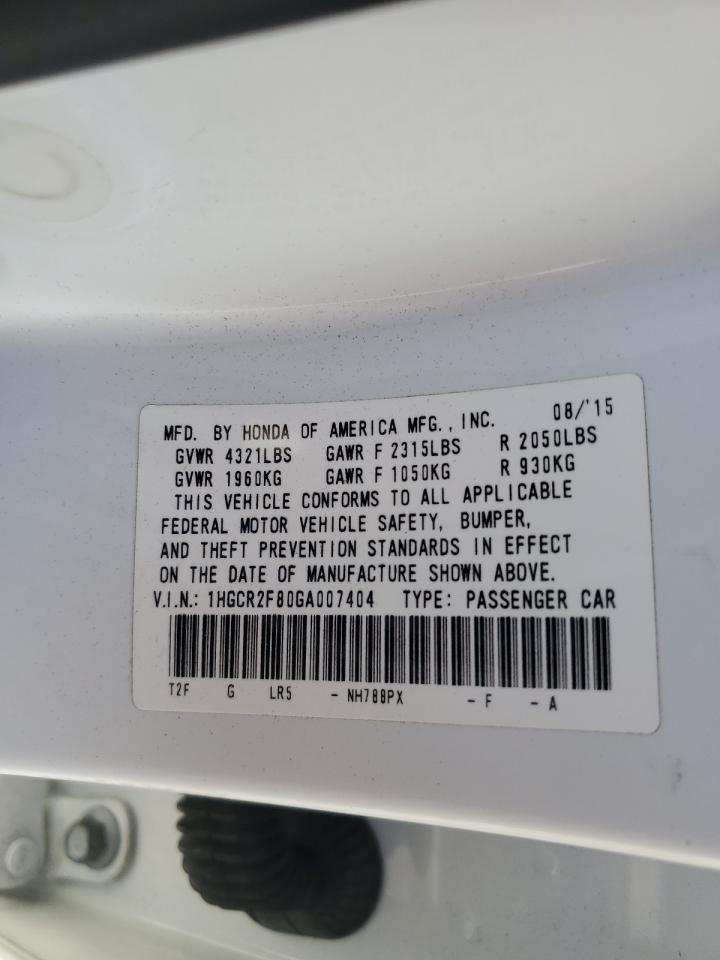 MFD. BY HONDA OF AMERICA MFG., INC. 08/'15
GVWR 4321LBS GAWR F 2315LBS R 2050LBS
GVWR 1960KG GAWR F 1050KG R 930KG
THIS VEHICLE CONFORMS TO ALL APPLICABLE
FEDERAL MOTOR VEHICLE SAFETY, BUMPER,
AND THEFT PREVENTION STANDARDS IN EFFECT
ON THE DATE OF MANUFACTURE SHOWN ABOVE.
V.I.N.: 1HGCR2F80GA007404 TYPE: PASSENGER CAR
T2F G LR5 - NH788PX - F - A